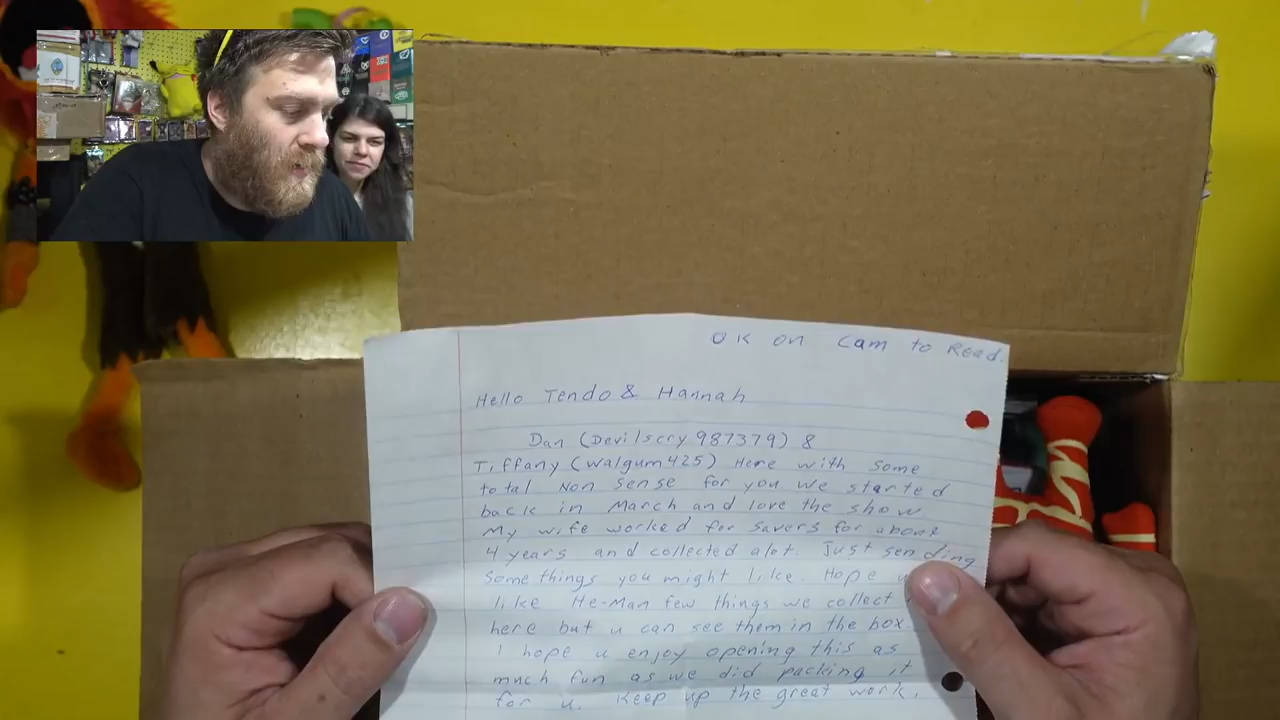 OK on Cam to Read.
Hello Tendo & Hannah
Dan (Devilscry 987379) &
Tiffany (walgum425) Here with some
total Non sense for you we started
back in March and love the show
My wife worked for Savers for about
4 years and collected alot. Just sending
some things you might like. Hope u
like He-Man few things we collect
here but u can see them in the box
I hope u enjoy opening this as
much fun as we did packing it
for u. Keep up the great work.